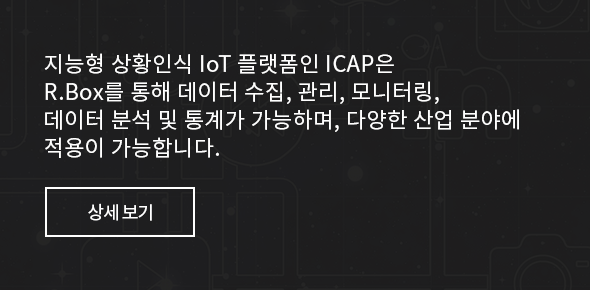 지능형 상황인식 IoT 플랫폼인 ICAP은
R.Box를 통해 데이터 수집, 관리, 모니터링,
데이터 분석 및 통계가 가능하며, 다양한 산업 분야에
적용이 가능합니다.
상세보기